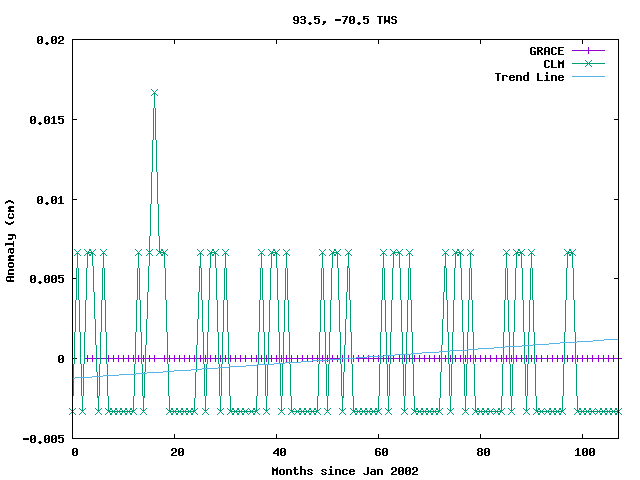 93.5, -70.5 TWS
GRACE
CLM
Trend Line
0.02
0.015
0.01
0.005
0
-0.005
Anomaly (cm)
0 20 40 60 80 100
Months since Jan 2002